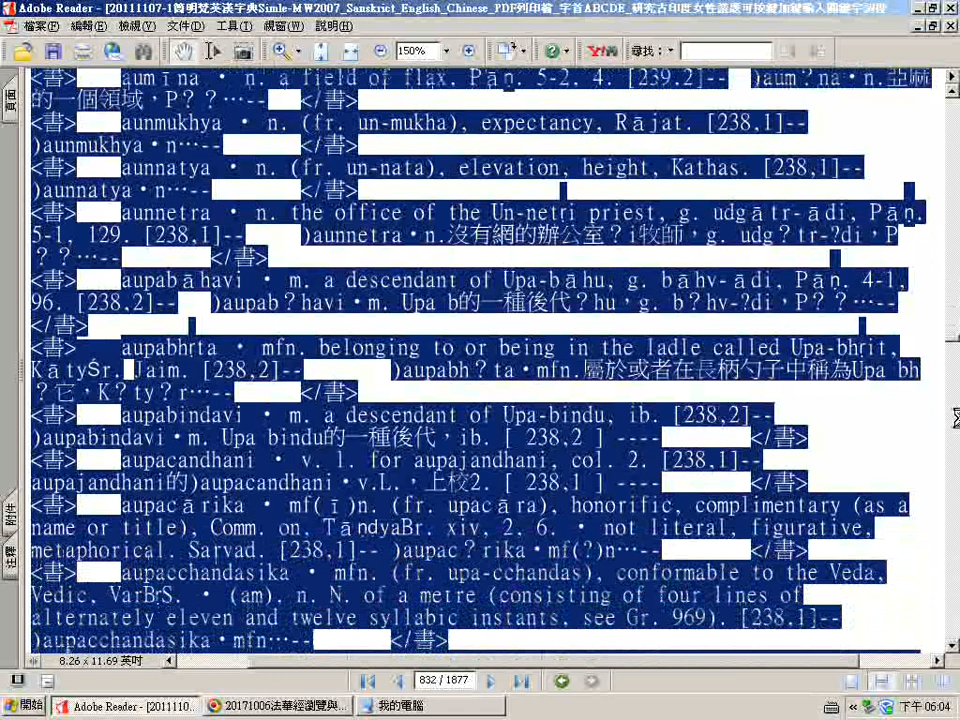 Adobe Reader - [20111107-1簡明梵英漢字典Simle-MW2007_Sanskrit_English_Chinese_PDF列印檔_字首ABCDE_研究古印度女性議題可按熱鍵輸入關鍵字詞搜
檔案(F) 編輯(E) 檢視(V) 文件(D) 工具(T) 視窗(W) 說明(H)
150% 尋找：
<書> aumīna • n. a field of flax. Pāṇ. 5-2, 4. [239,2]-- )aum?na•n.亞麻
的一個領域，P？？…-- </書>
<書> aunmukhya • n. (fr. un-mukha), expectancy, Rājat. [238,1]--
)aunmukhya•n…-- </書>
<書> aunnatya • n. (fr. un-nata), elevation, height, Kathas. [238,1]--
)aunnatya•n…-- </書>
<書> aunnetra • n. the office of the Un-netṛi priest, g. udgātr-ādi, Pāṇ.
5-1, 129. [238,1]-- )aunnetra•n.沒有網的辦公室？i牧師，g. udg？tr-?di，P
？？…-- </書>
<書> aupabāhavi • m. a descendant of Upa-bāhu, g. bāhv-ādi, Pāṇ. 4-1,
96. [238,2]-- )aupab？havi•m. Upa b的一種後代？hu，g. b？hv-?di，P？？…--
</書>
<書> aupabhṛta • mfn. belonging to or being in the ladle called Upa-bhṛit,
KātyŚr. Jaim. [238,2]-- )aupabh？ta•mfn.屬於或者在長柄勺子中稱為Upa bh
？它，K？ty？r…-- </書>
<書> aupabindavi • m. a descendant of Upa-bindu, ib. [238,2]--
)aupabindavi•m. Upa bindu的一種後代，ib. [ 238,2 ] ---- </書>
<書> aupacandhani • v. l. for aupajandhani, col. 2. [238,1]--
aupajandhani的)aupacandhani•v.L.，上校2. [ 238,1 ] ---- </書>
<書> aupacārika • mf(ī)n. (fr. upacāra), honorific, complimentary (as a
name or title), Comm. on. TāndyaBr. xiv, 2, 6. • not literal, figurative,
metaphorical. Sarvad. [238,1]-- )aupac？rika•mf(?)n…-- </書>
<書> aupacchandasika • mfn. (fr. upa-cchandas), conformable to the Veda,
Vedic, VarBṛS. • (am). n. N. of a metre (consisting of four lines of
alternately eleven and twelve syllabic instants, see Gr. 969). [238,1]--
)aupacchandasika•mfn…-- </書>
頁面
附件
注釋
8.26 x 11.69 英吋
832 / 1877
開始 Adobe Reader - [2011110... 20171006法華經瀏覽與... 我的電腦 下午 06:04